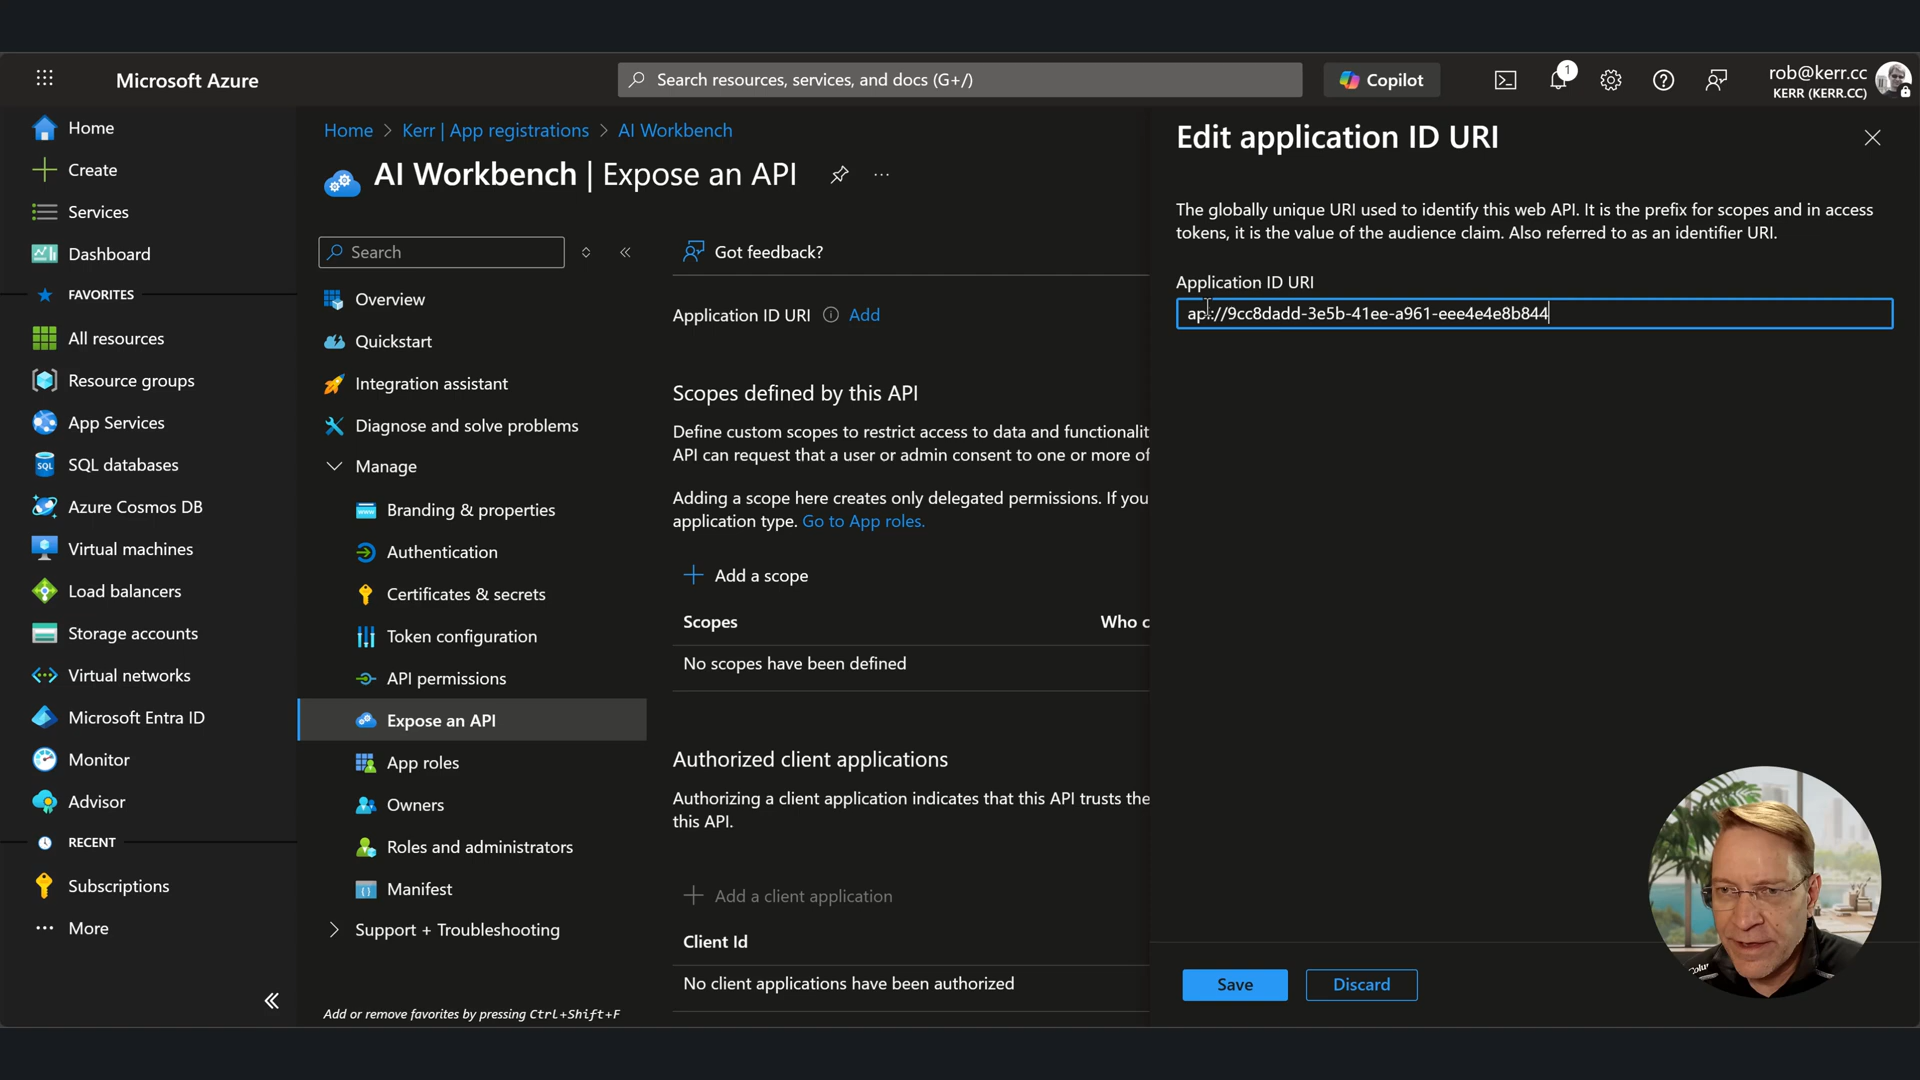 Microsoft Azure
Search resources, services, and docs (G+/)
Copilot
1
rob@kerr.cc
KERR (KERR.CC)
Home
Create
Services
Dashboard
FAVORITES
All resources
Resource groups
App Services
SQL databases
Azure Cosmos DB
Virtual machines
Load balancers
Storage accounts
Virtual networks
Microsoft Entra ID
Monitor
Advisor
RECENT
Subscriptions
More
Home > Kerr | App registrations > AI Workbench
AI Workbench | Expose an API
Search
Overview
Quickstart
Integration assistant
Diagnose and solve problems
Manage
Branding & properties
Authentication
Certificates & secrets
Token configuration
API permissions
Expose an API
App roles
Owners
Roles and administrators
Manifest
Support + Troubleshooting
Add or remove favorites by pressing Ctrl+Shift+F
Got feedback?
Application ID URI Add
Scopes defined by this API
Define custom scopes to restrict access to data and functionalit
API can request that a user or admin consent to one or more of
Adding a scope here creates only delegated permissions. If you
application type. Go to App roles.
Add a scope
Scopes Who c
No scopes have been defined
Authorized client applications
Authorizing a client application indicates that this API trusts the
this API.
Add a client application
Client Id
No client applications have been authorized
Edit application ID URI
The globally unique URI used to identify this web API. It is the prefix for scopes and in access
tokens, it is the value of the audience claim. Also referred to as an identifier URI.
Application ID URI
api://9cc8dadd-3e5b-41ee-a961-eee4e4e8b844
Save
Discard